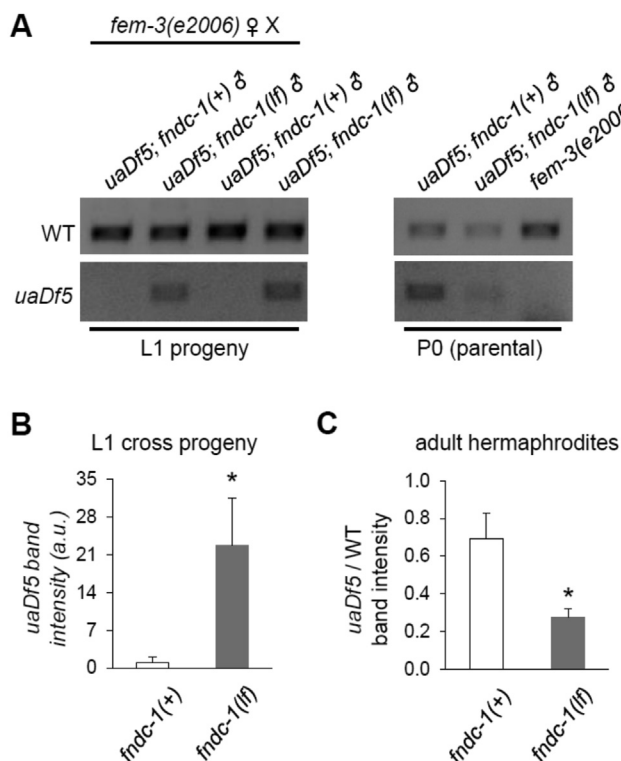 A
fem-3(e2006) ♀ X
uaDf5; fndc-1(+) ♂
uaDf5; fndc-1(lf) ♂
uaDf5; fndc-1(+) ♂
uaDf5; fndc-1(lf) ♂
uaDf5; fndc-1(+) ♂
uaDf5; fndc-1(lf) ♂
WT
uaDf5
L1 progeny
P0 (parental)
B
L1 cross progeny
uaDf5 band
intensity (a.u.)
35
28
21
14
7
0
*
fndc-1(+)
fndc-1(lf)
C
adult hermaphrodites
uaDf5 / WT
band intensity
1.0
0.8
0.6
0.4
0.2
0.0
*
fndc-1(+)
fndc-1(lf)